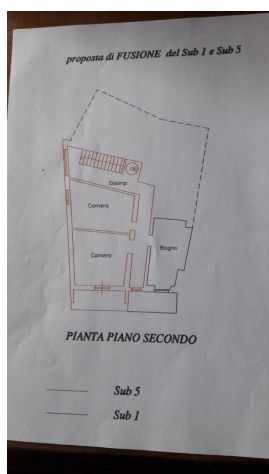 proposta di FUSIONE del Sub 1 e Sub 5
Disimp.
Camera
Camera
Bagno
PIANTA PIANO SECONDO
Sub 5
Sub 1